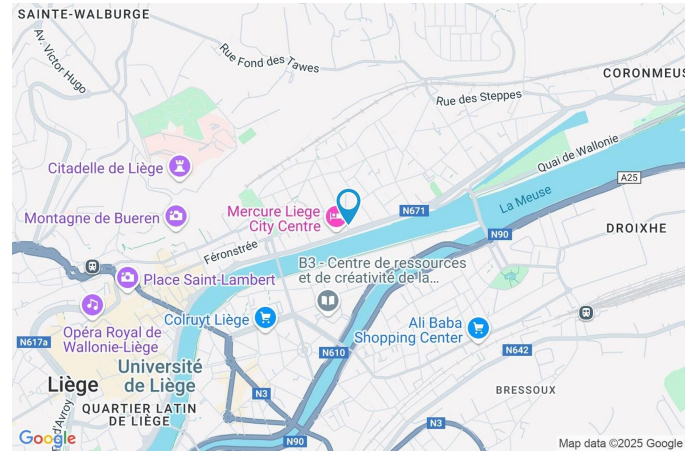 SAINTE-WALBURGE
Av. Victor Hugo
Rue Fond des Tawes
CORONMEUS
Rue des Steppes
Quai de Wallonie
A25
Citadelle de Liège
La Meuse
Mercure Liege
City Centre
N671
Montagne de Bueren
N90
DROIXHE
Féronstrée
B3 - Centre de ressources
et de créativité de la...
Place Saint-Lambert
Colruyt Liège
Opéra Royal de
Wallonie-Liège
Ali Baba
Shopping Center
N617a
N610
N642
Université
de Liège
Liège
N3
BRESSOUX
QUARTIER LATIN
DE LIÈGE
d'Avroy
N3
N90
Google
Map data ©2025 Google